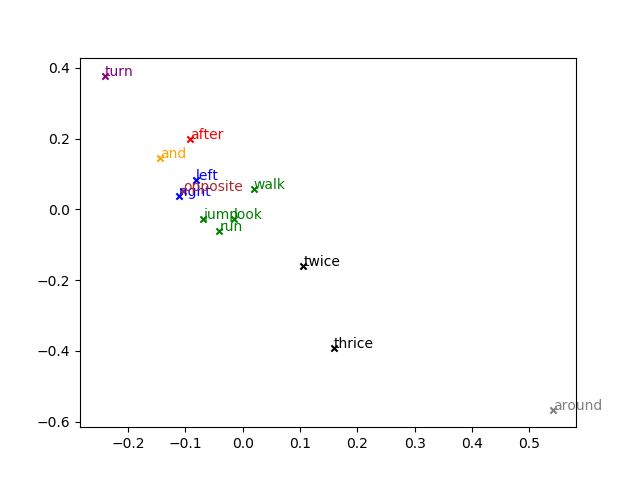 0.4
turn
0.2
after
and
left
opposite
right
walk
0.0
jump
look
run
twice
−0.2
thrice
−0.4
around
−0.6
−0.2
−0.1
0.0
0.1
0.2
0.3
0.4
0.5